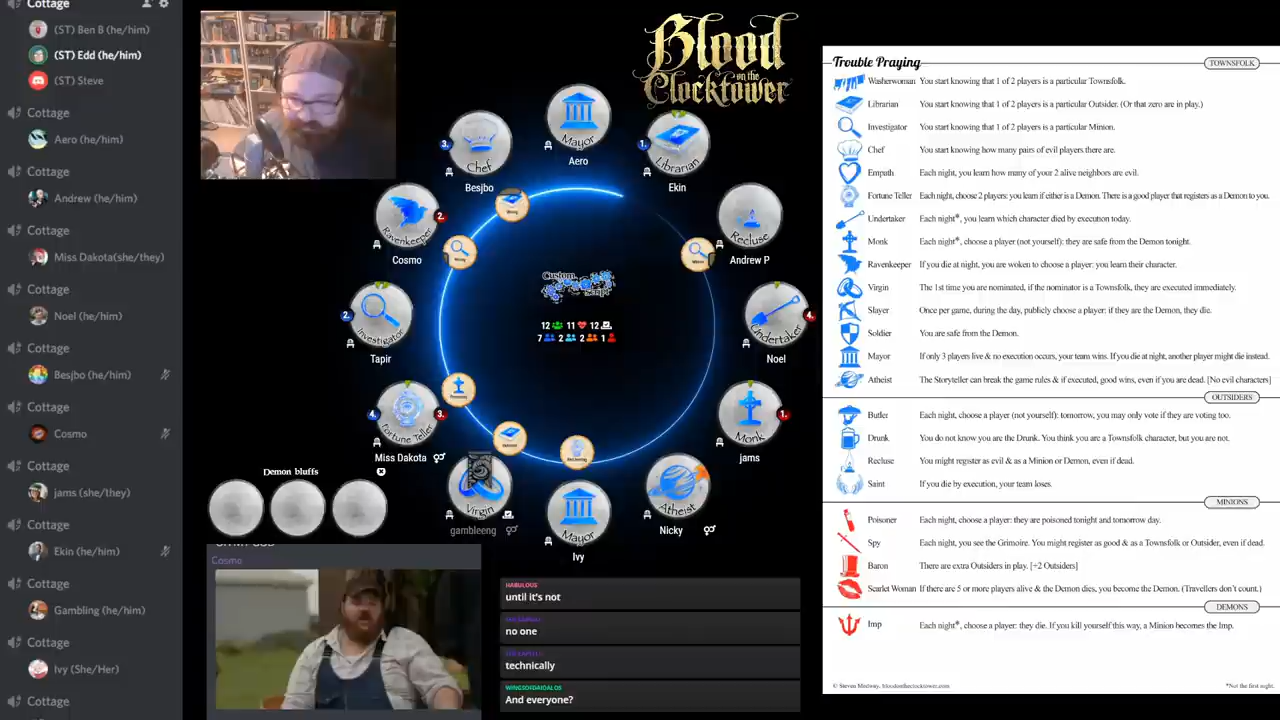 Cottage
(ST) Ben B (he/him)
(ST) Edd (he/him)
(ST) Steve
Cottage
Aero (he/him)
Cottage
Andrew (he/him)
Cottage
Miss Dakota(she/they)
Cottage
Noel (he/him)
Cottage
Besjbo (he/him)
Cottage
Cosmo
Cottage
jams (she/they)
Cottage
Ekin (he/him)
Cottage
Gambling (he/him)
Cottage
Ivy (She/Her)
Cottage
Blood
on the
Clocktower
Mayor
Aero
1.
Librarian
Ekin
Recluse
Andrew P
Undertaker
4.
Noel
Monk
1.
jams
Atheist
Nicky
Mayor
Ivy
Virgin
gambleeng
4.
Fortune Teller
3.
Miss Dakota
2.
Investigator
Tapir
Ravenkeeper
2.
Cosmo
3.
Chef
Besjbo
Custom
Script
12 11 12
7 2 2 1
Demon bluffs
Cosmo
HABULOUS
until it's not
no one
technically
WINGSOFDAIDALOS
And everyone?
Trouble Praying
TOWNSFOLK
Washerwoman You start knowing that 1 of 2 players is a particular Townsfolk.
Librarian You start knowing that 1 of 2 players is a particular Outsider. (Or that zero are in play.)
Investigator You start knowing that 1 of 2 players is a particular Minion.
Chef You start knowing how many pairs of evil players there are.
Empath Each night, you learn how many of your 2 alive neighbors are evil.
Fortune Teller Each night, choose 2 players: you learn if either is a Demon. There is a good player that registers as a Demon to you.
Undertaker Each night*, you learn which character died by execution today.
Monk Each night*, choose a player (not yourself): they are safe from the Demon tonight.
Ravenkeeper If you die at night, you are woken to choose a player: you learn their character.
Virgin The 1st time you are nominated, if the nominator is a Townsfolk, they are executed immediately.
Slayer Once per game, during the day, publicly choose a player: if they are the Demon, they die.
Soldier You are safe from the Demon.
Mayor If only 3 players live & no execution occurs, your team wins. If you die at night, another player might die instead.
Atheist The Storyteller can break the game rules & if executed, good wins, even if you are dead. [No evil characters]
OUTSIDERS
Butler Each night, choose a player (not yourself): tomorrow, you may only vote if they are voting too.
Drunk You do not know you are the Drunk. You think you are a Townsfolk character, but you are not.
Recluse You might register as evil & as a Minion or Demon, even if dead.
Saint If you die by execution, your team loses.
MINIONS
Poisoner Each night, choose a player: they are poisoned tonight and tomorrow day.
Spy Each night, you see the Grimoire. You might register as good & as a Townsfolk or Outsider, even if dead.
Baron There are extra Outsiders in play. [+2 Outsiders]
Scarlet Woman If there are 5 or more players alive & the Demon dies, you become the Demon. (Travellers don't count.)
DEMONS
Imp Each night*, choose a player: they die. If you kill yourself this way, a Minion becomes the Imp.
© Steven Medway, bloodontheclocktower.com
*Not the first night.